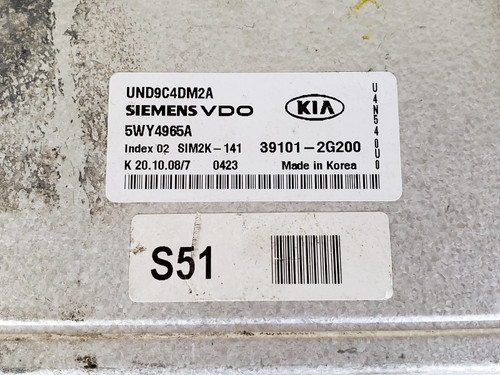 UND9C4DM2A
SIEMENS VDO
KIA
5WY4965A
Index 02 SIM2K-141 39101-2G200
K 20.10.08/7 0423 Made in Korea
U4N540U0
S51